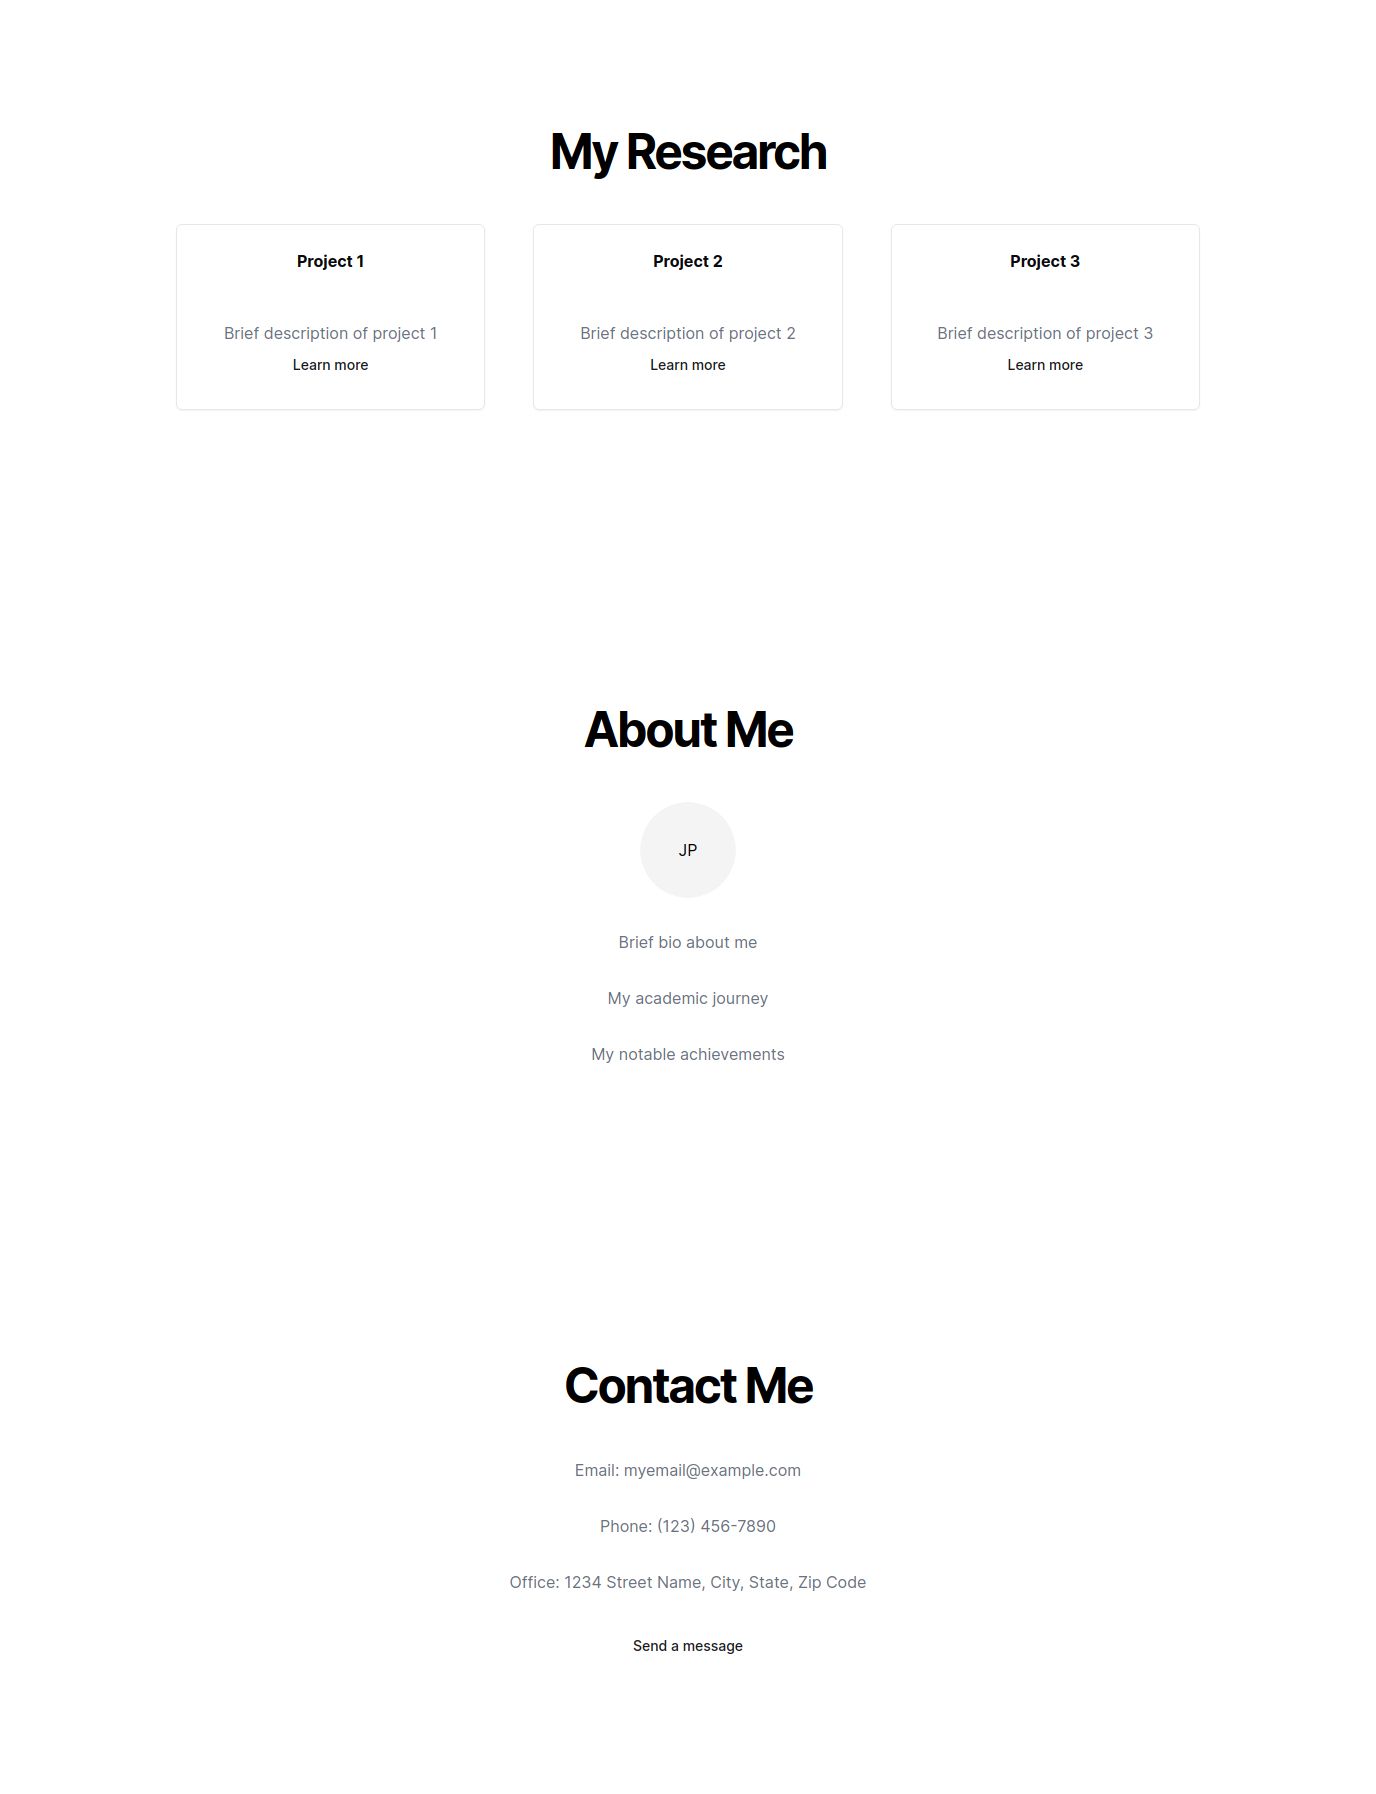 My Research
Project 1
Brief description of project 1
Learn more
Project 2
Brief description of project 2
Learn more
Project 3
Brief description of project 3
Learn more
About Me
JP
Brief bio about me
My academic journey
My notable achievements
Contact Me
Email: myemail@example.com
Phone: (123) 456-7890
Office: 1234 Street Name, City, State, Zip Code
Send a message